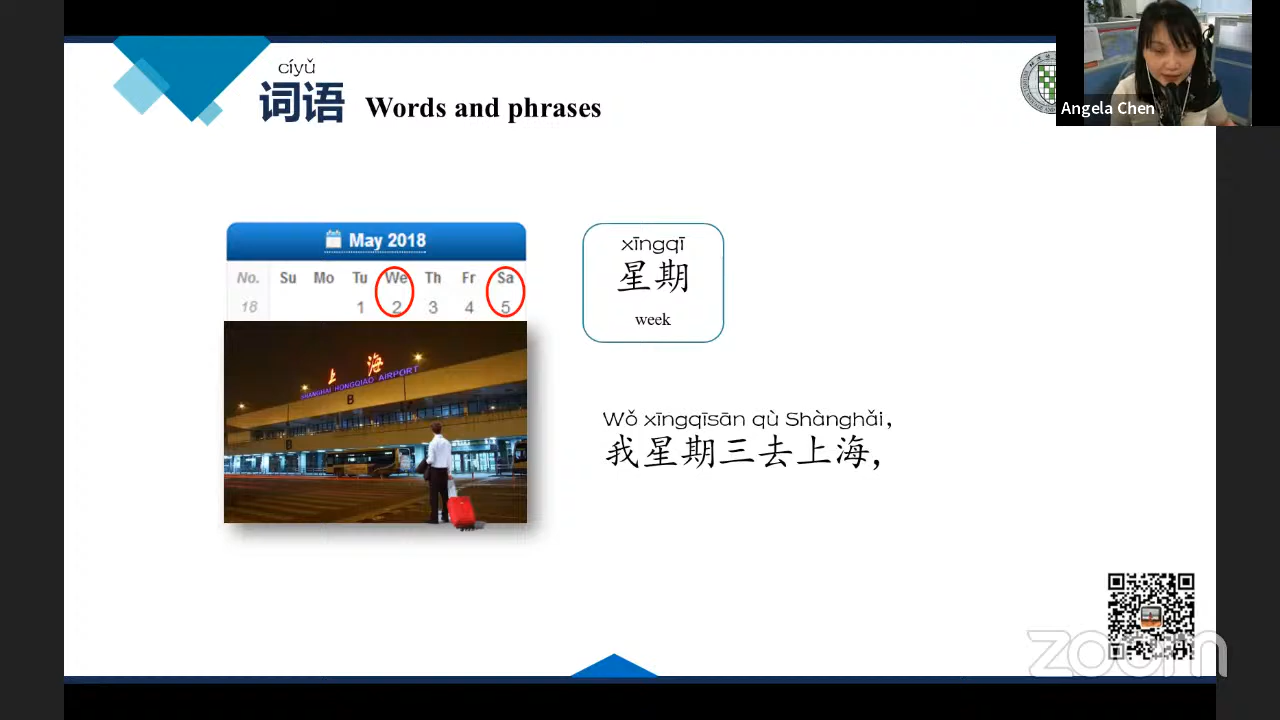 cíyǔ
词语 Words and phrases
Angela Chen
May 2018
No. Su Mo Tu We Th Fr Sa
18 1 2 3 4 5
上海
SHANGHAI HONGQIAO AIRPORT
B
B
xīngqī
星期
week
Wǒ xīngqīsān qù Shànghǎi,
我星期三去上海,
zoom